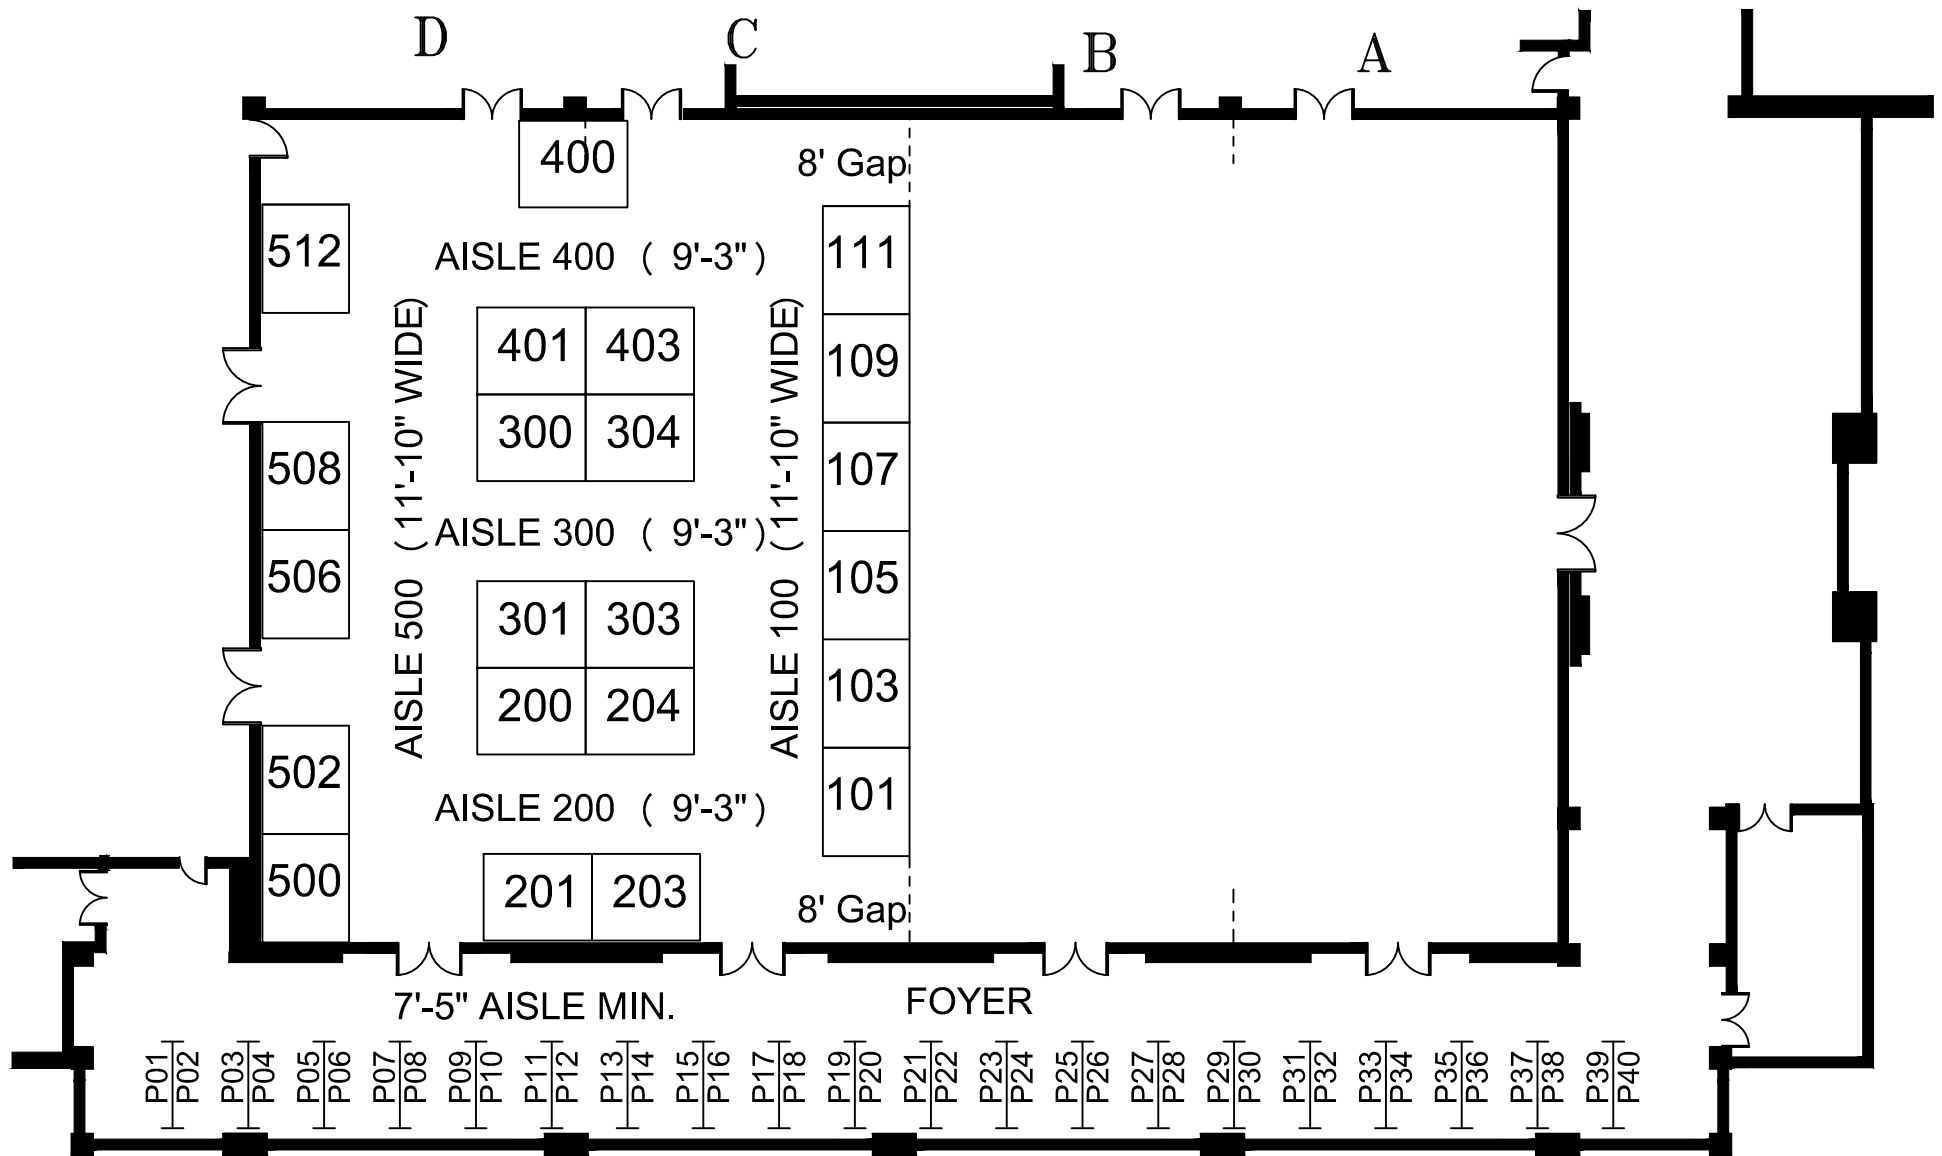 D
C
B
A
400
8' Gap
512
AISLE 400 ( 9'-3")
111
401 403
109
300 304
508
107
AISLE 500 (11'-10" WIDE)
AISLE 300 ( 9'-3")
AISLE 100 (11'-10" WIDE)
506
105
301 303
200 204
103
502
AISLE 200 ( 9'-3")
101
500
201 203
8' Gap
7'-5" AISLE MIN.
FOYER
P01
P02
P03
P04
P05
P06
P07
P08
P09
P10
P11
P12
P13
P14
P15
P16
P17
P18
P19
P20
P21
P22
P23
P24
P25
P26
P27
P28
P29
P30
P31
P32
P33
P34
P35
P36
P37
P38
P39
P40